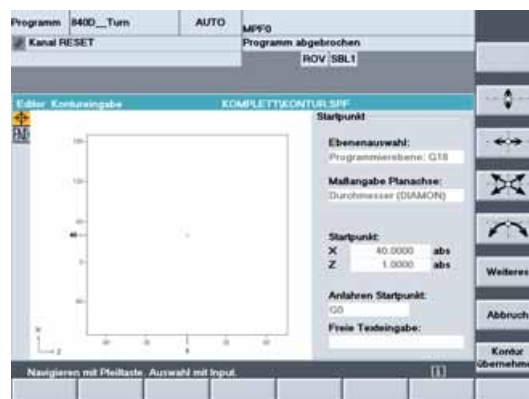 Programm 840D__Turn AUTO MPF0
Kanal RESET Programm abgebrochen
ROV SBL1
Editor Kontureingabe KOMPLETT\KONTUR.SPF
Startpunkt
END
Ebenenauswahl:
Programmierebene: G18
Maßangabe Planachse:
Durchmesser (DIAMON)
Startpunkt:
X 40.0000 abs
Z 1.0000 abs
Weiteres
Anfahren Startpunkt:
G0
Abbruch
Freie Texteingabe:
Kontur
übernehmen
Navigieren mit Pfeiltaste. Auswahl mit Input.